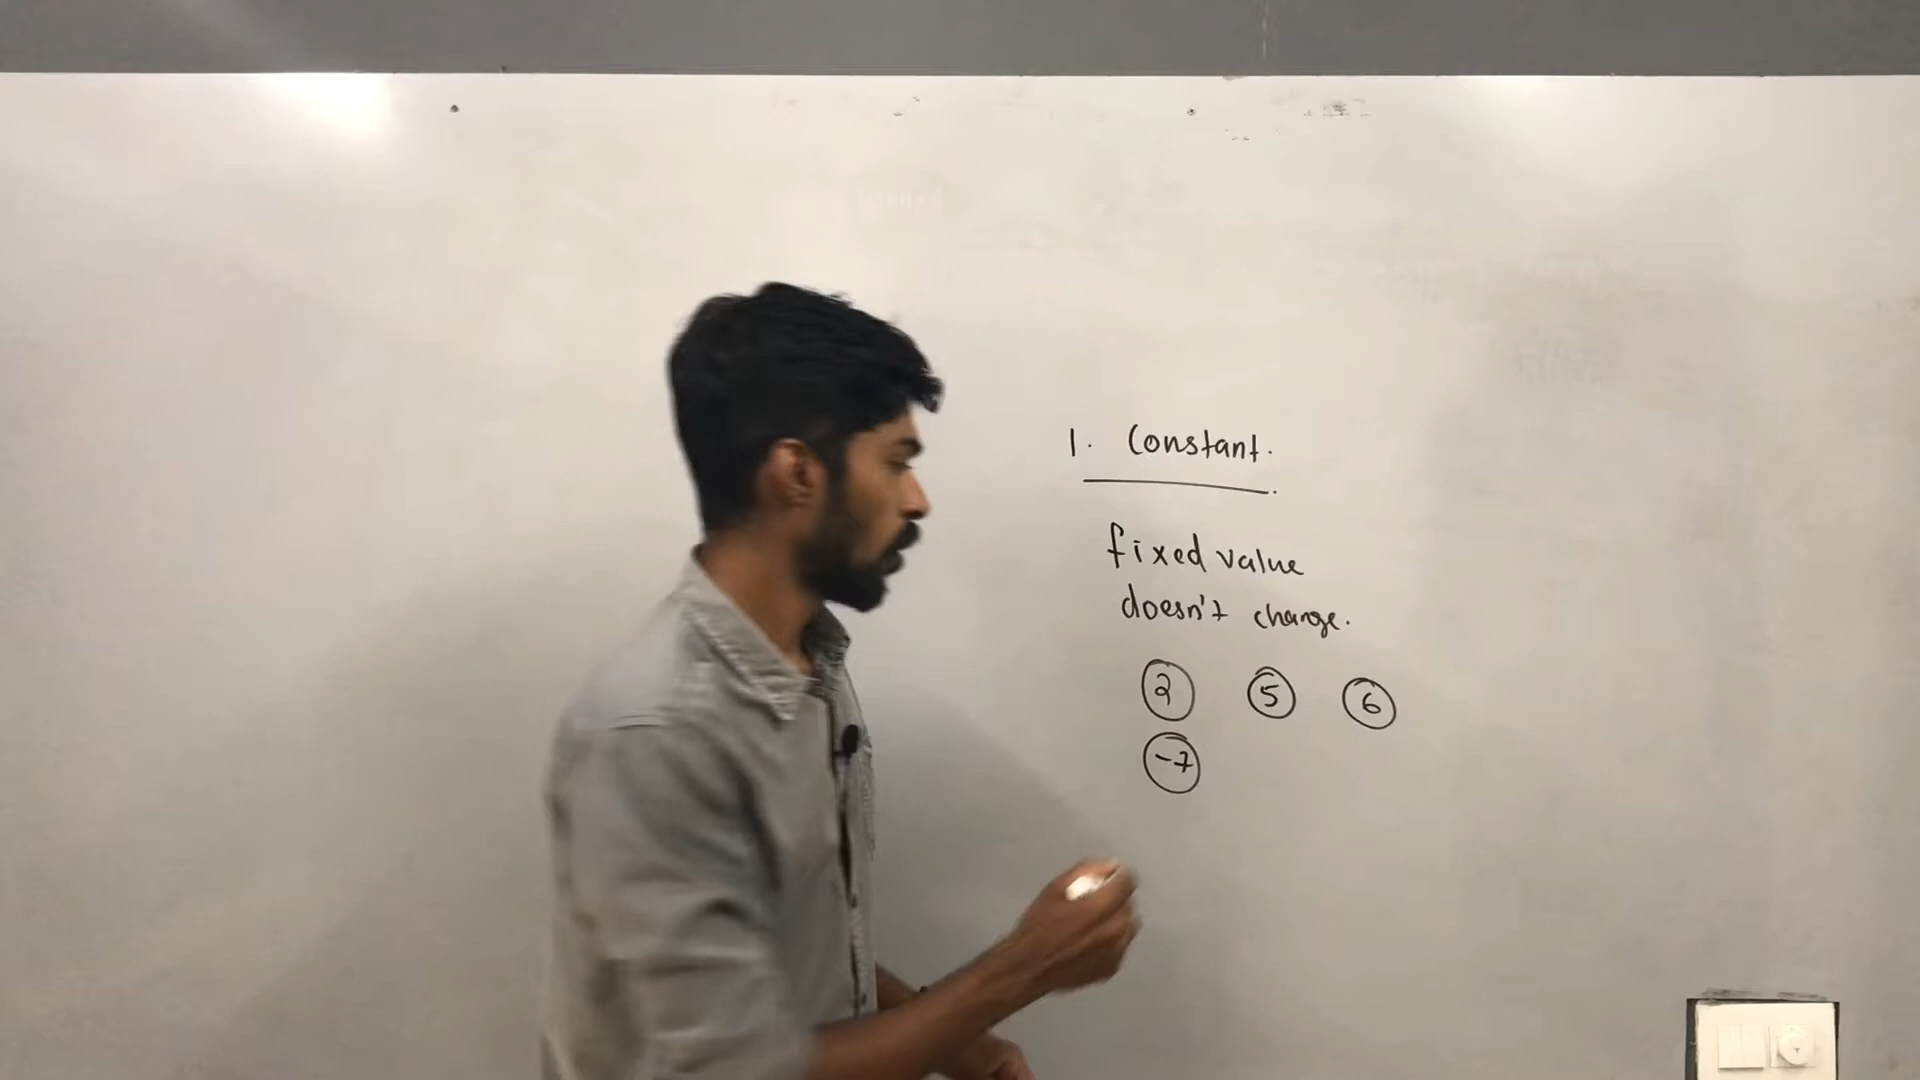 1. Constant.
fixed value
doesn't change.
2 5 6
-7